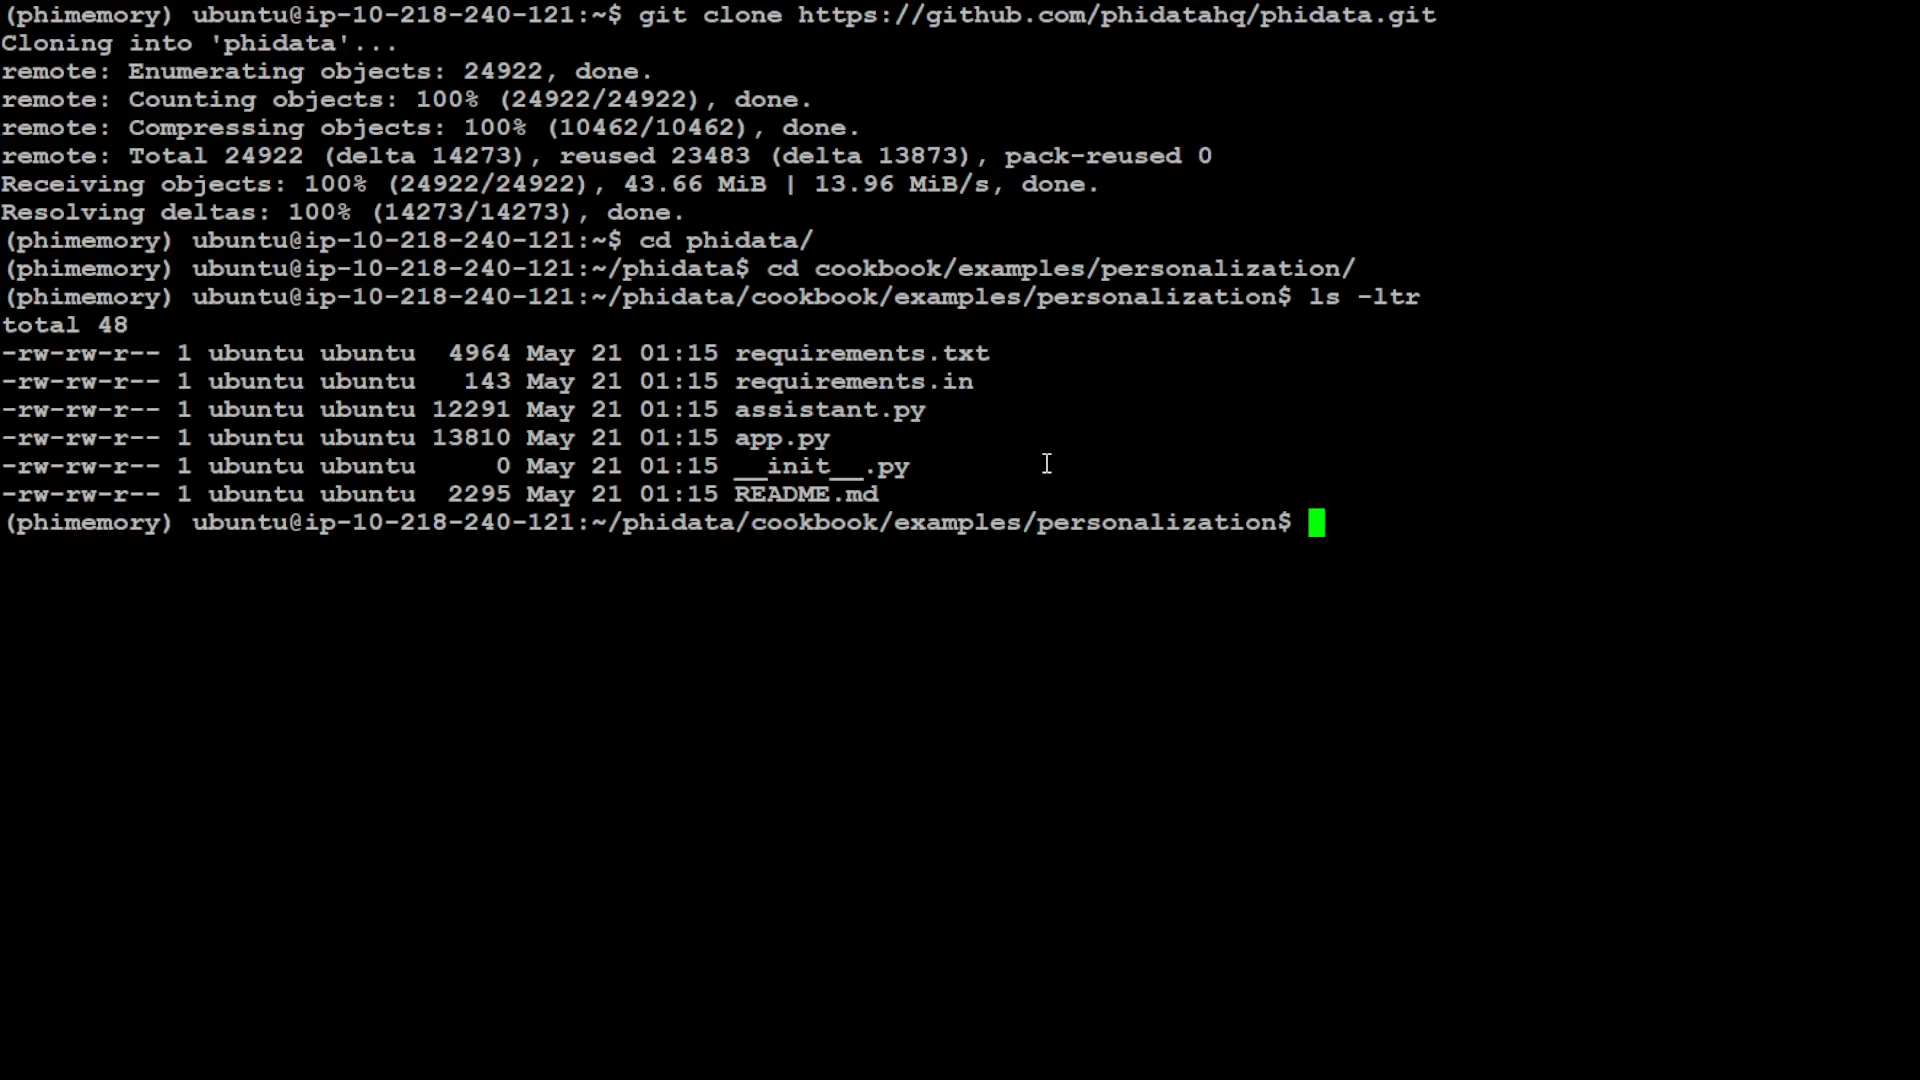 (phimemory) ubuntu@ip-10-218-240-121:~$ git clone https://github.com/phidatahq/phidata.git
Cloning into 'phidata'...
remote: Enumerating objects: 24922, done.
remote: Counting objects: 100% (24922/24922), done.
remote: Compressing objects: 100% (10462/10462), done.
remote: Total 24922 (delta 14273), reused 23483 (delta 13873), pack-reused 0
Receiving objects: 100% (24922/24922), 43.66 MiB | 13.96 MiB/s, done.
Resolving deltas: 100% (14273/14273), done.
(phimemory) ubuntu@ip-10-218-240-121:~$ cd phidata/
(phimemory) ubuntu@ip-10-218-240-121:~/phidata$ cd cookbook/examples/personalization/
(phimemory) ubuntu@ip-10-218-240-121:~/phidata/cookbook/examples/personalization$ ls -ltr
total 48
-rw-rw-r-- 1 ubuntu ubuntu  4964 May 21 01:15 requirements.txt
-rw-rw-r-- 1 ubuntu ubuntu   143 May 21 01:15 requirements.in
-rw-rw-r-- 1 ubuntu ubuntu 12291 May 21 01:15 assistant.py
-rw-rw-r-- 1 ubuntu ubuntu 13810 May 21 01:15 app.py
-rw-rw-r-- 1 ubuntu ubuntu     0 May 21 01:15 __init__.py
-rw-rw-r-- 1 ubuntu ubuntu  2295 May 21 01:15 README.md
(phimemory) ubuntu@ip-10-218-240-121:~/phidata/cookbook/examples/personalization$